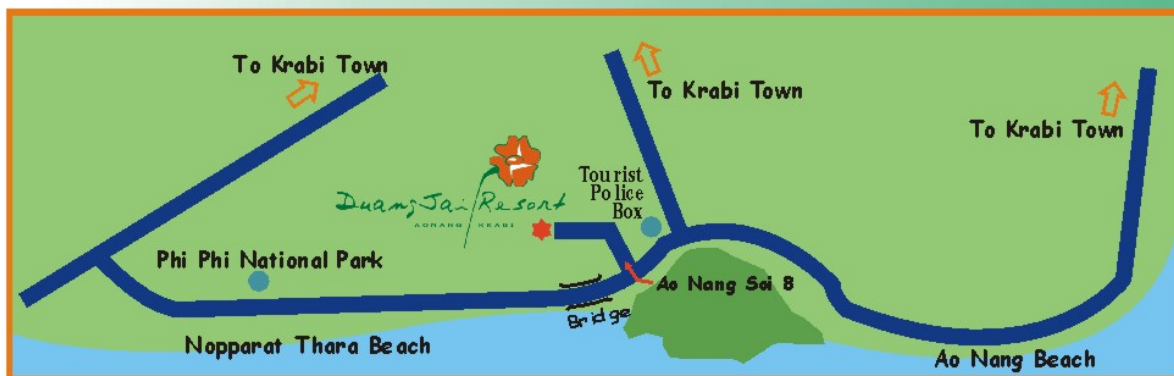 To Krabi Town
To Krabi Town
To Krabi Town
Tourist
Police
Box
DuangJai Resort
AONANG KRABI
Phi Phi National Park
Ao Nang Soi 8
Bridge
Nopparat Thara Beach
Ao Nang Beach